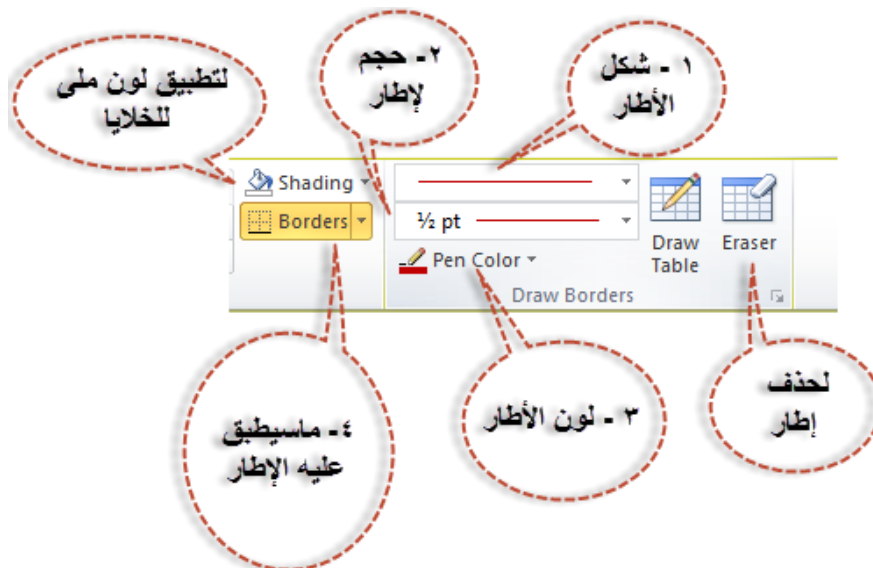 ١ - شكل
الأطار
٢- حجم
لإطار
لتطبيق لون ملى
للخلايا
Shading
Borders
½ pt
Pen Color
Draw
Table
Eraser
Draw Borders
لحذف
إطار
٣ - لون الأطار
٤- ماسيطبق
عليه الإطار